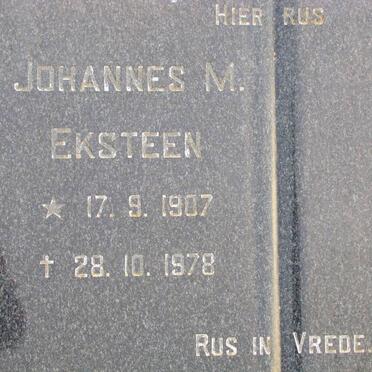 HIER RUS
JOHANNES M.
EKSTEEN
★ 17. 9. 1907
† 28. 10. 1978
RUS IN VREDE.